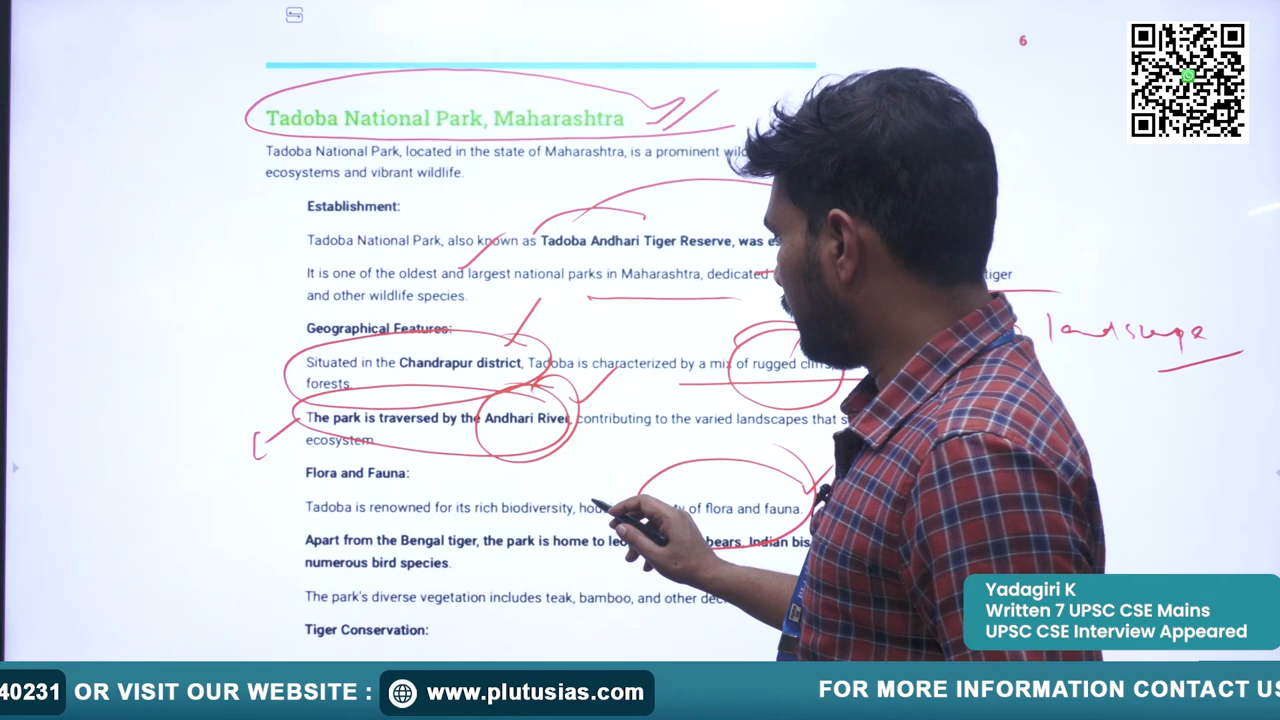 6
Tadoba National Park, Maharashtra
Tadoba National Park, located in the state of Maharashtra, is a prominent
ecosystems and vibrant wildlife.
Establishment:
Tadoba National Park, also known as Tadoba Andhari Tiger Reserve, was
It is one of the oldest and largest national parks in Maharashtra, dedicated tiger
and other wildlife species.
landscape
Geographical Features:
Situated in the Chandrapur district, Tadoba is characterized by a mix of rugged cliffs,
forests.
The park is traversed by the Andhari River, contributing to the varied landscapes that
ecosystem.
Flora and Fauna:
Tadoba is renowned for its rich biodiversity, of flora and fauna.
Apart from the Bengal tiger, the park is home to bears, Indian
numerous bird species.
The park's diverse vegetation includes teak, bamboo, and other
Tiger Conservation:
Yadagiri K
Written 7 UPSC CSE Mains
UPSC CSE Interview Appeared
40231 OR VISIT OUR WEBSITE : www.plutusias.com FOR MORE INFORMATION CONTACT US